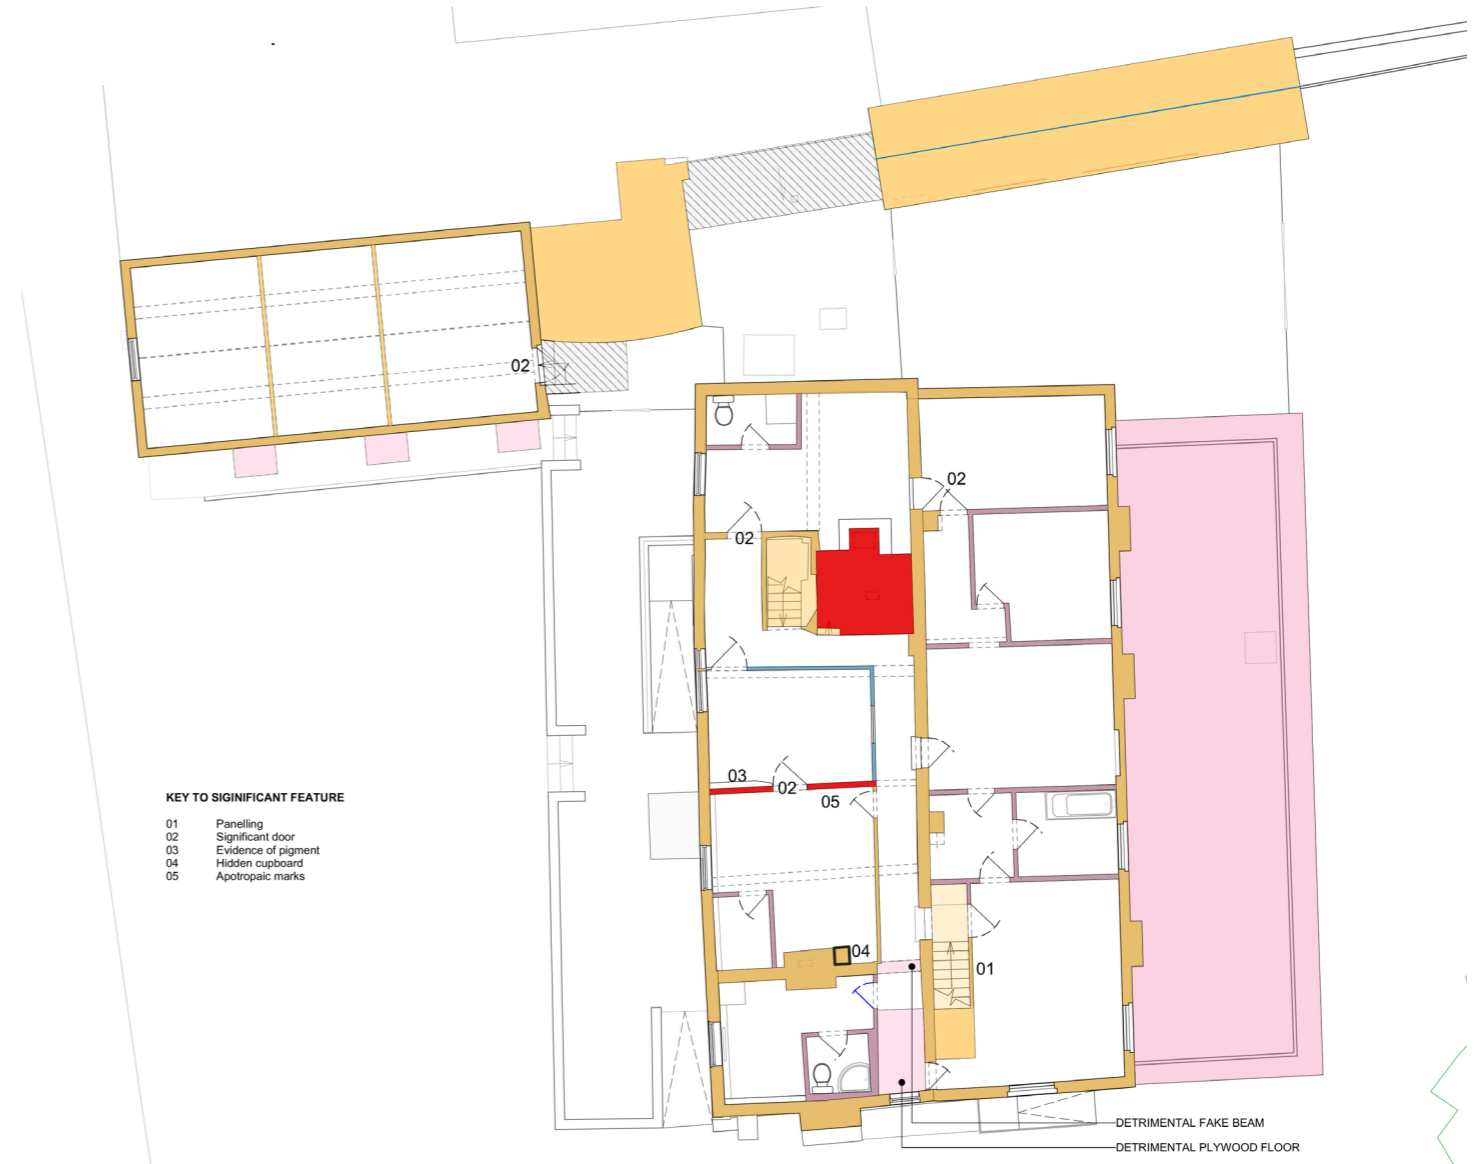 02
02
02
KEY TO SIGINIFICANT FEATURE
01 Panelling
02 Significant door
03 Evidence of pigment
04 Hidden cupboard
05 Apotropaic marks
03
02
05
04
01
DETRIMENTAL FAKE BEAM
DETRIMENTAL PLYWOOD FLOOR